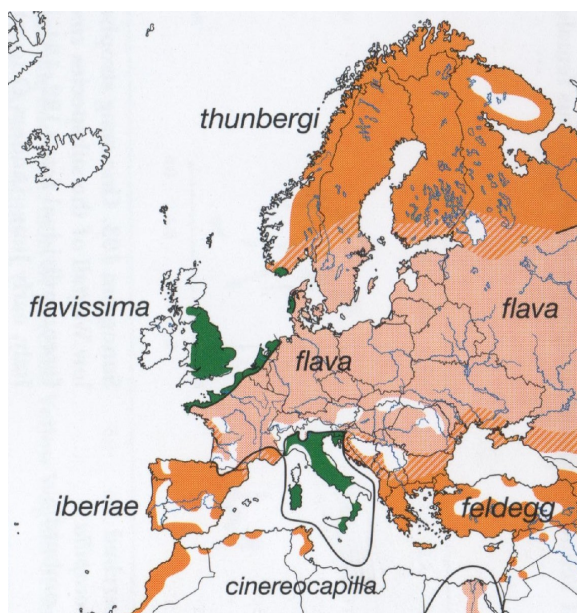 thunbergi
flavissima
flava
flava
iberiae
feldegg
cinereocapilla